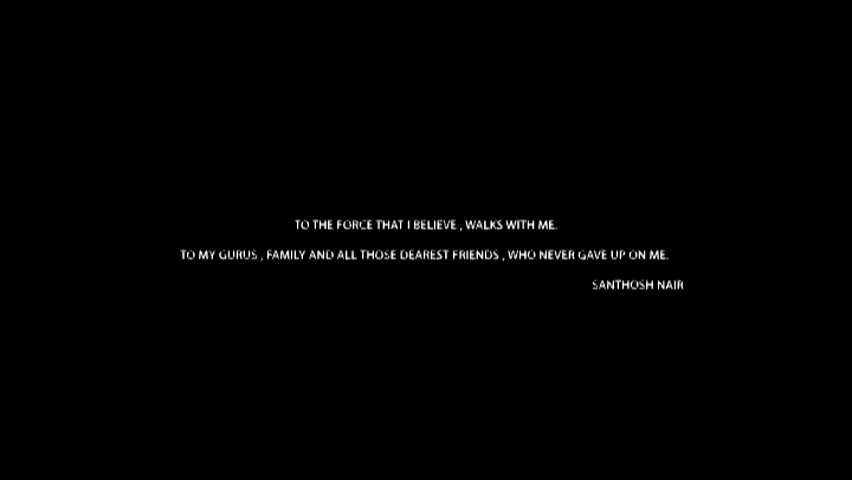 TO THE FORCE THAT I BELIEVE , WALKS WITH ME.
TO MY GURUS , FAMILY AND ALL THOSE DEAREST FRIENDS , WHO NEVER GAVE UP ON ME.
SANTHOSH NAIR